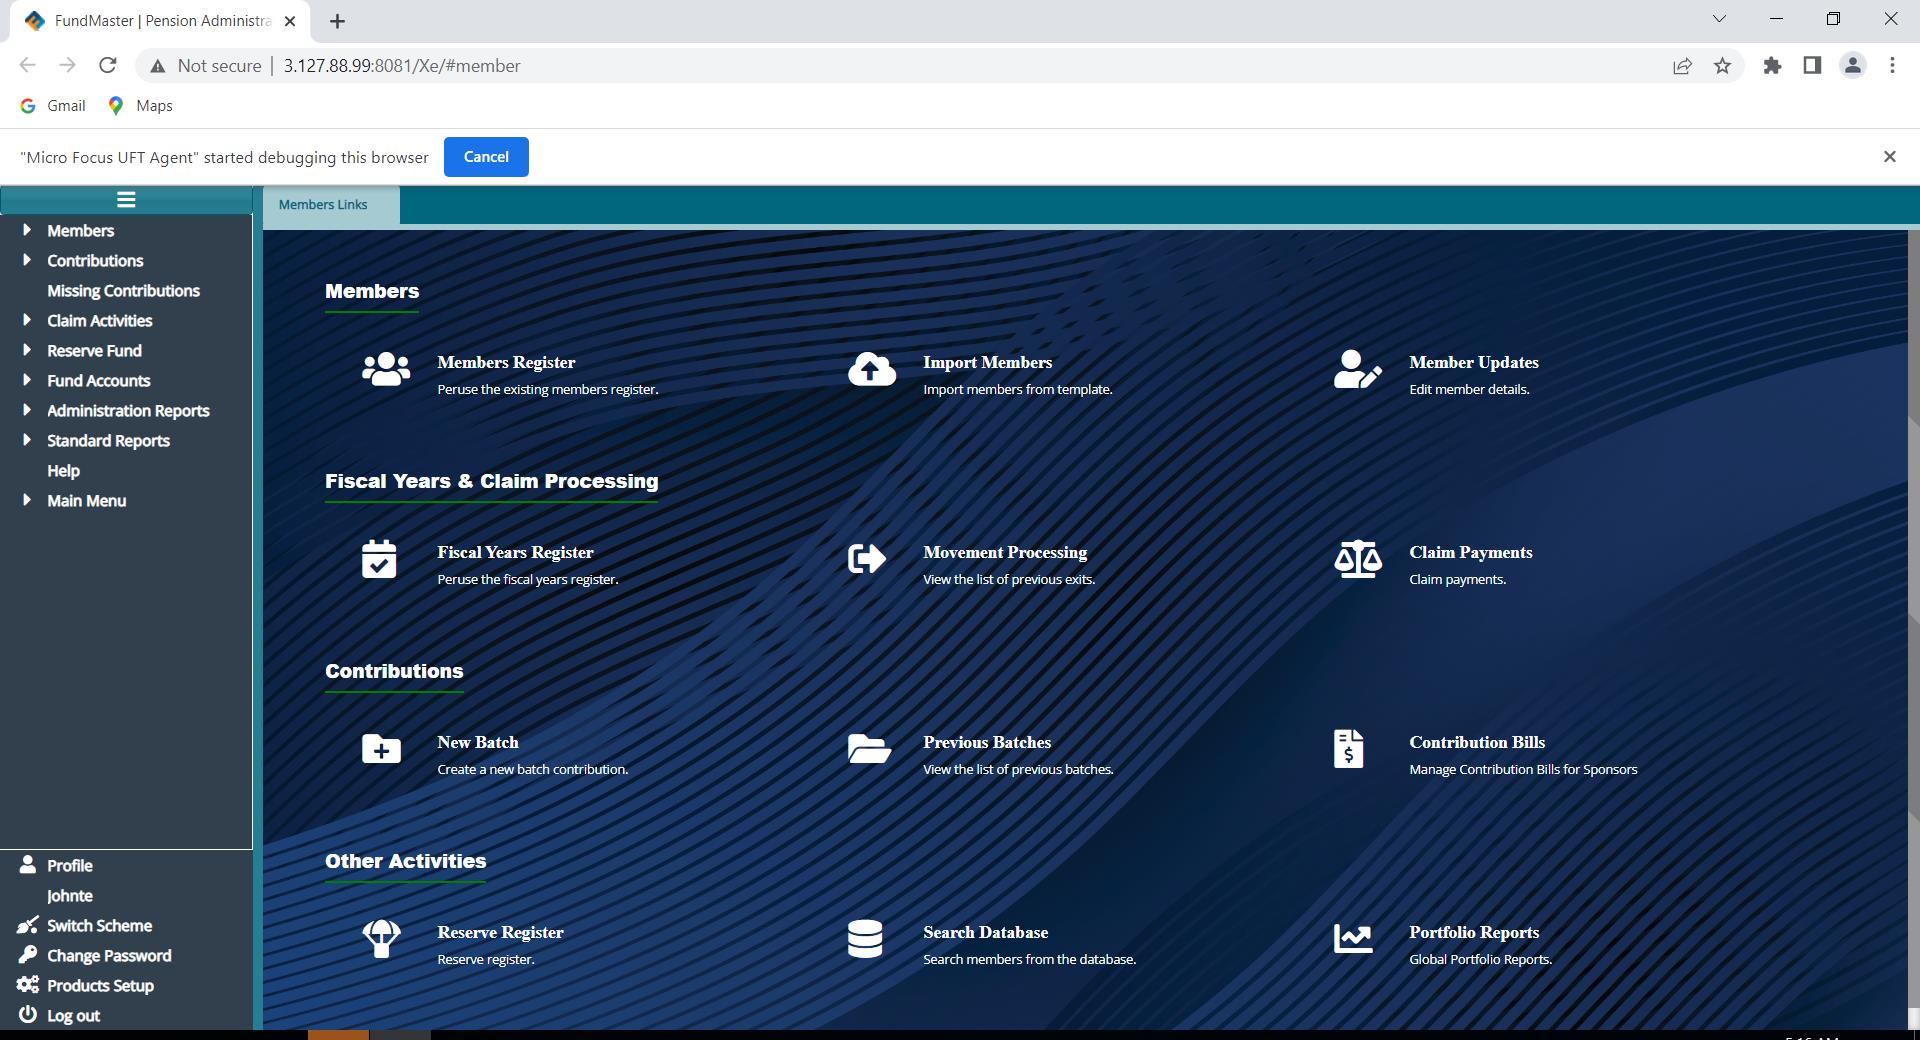 FundMaster | Pension Administra
Not secure | 3.127.88.99:8081/Xe/#member
Gmail Maps
"Micro Focus UFT Agent" started debugging this browser Cancel
Members Links
Members
Contributions
Missing Contributions
Claim Activities
Reserve Fund
Fund Accounts
Administration Reports
Standard Reports
Help
Main Menu
Profile
Johnte
Switch Scheme
Change Password
Products Setup
Log out
Members
Members Register
Peruse the existing members register.
Import Members
Import members from template.
Member Updates
Edit member details.
Fiscal Years & Claim Processing
Fiscal Years Register
Peruse the fiscal years register.
Movement Processing
View the list of previous exits.
Claim Payments
Claim payments.
Contributions
New Batch
Create a new batch contribution.
Previous Batches
View the list of previous batches.
Contribution Bills
Manage Contribution Bills for Sponsors
Other Activities
Reserve Register
Reserve register.
Search Database
Search members from the database.
Portfolio Reports
Global Portfolio Reports.